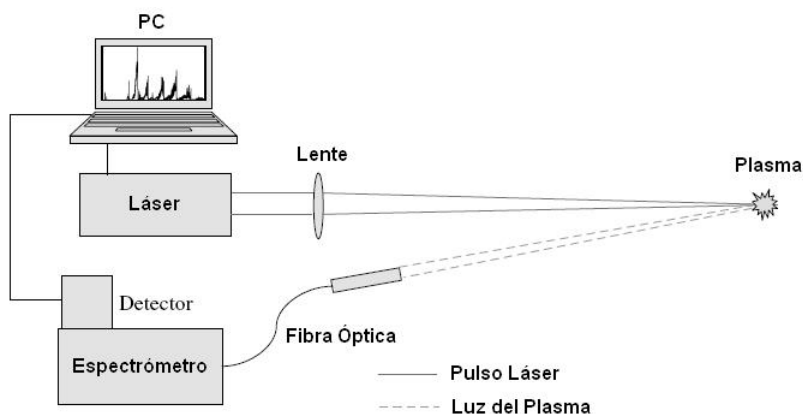 PC
Lente
Plasma
Láser
Detector
Fibra Óptica
Espectrómetro
Pulso Láser
Luz del Plasma